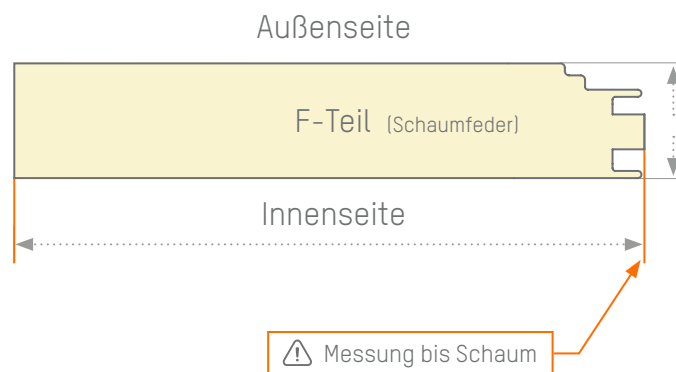 Außenseite
F-Teil (Schaumfeder)
Innenseite
Messung bis Schaum